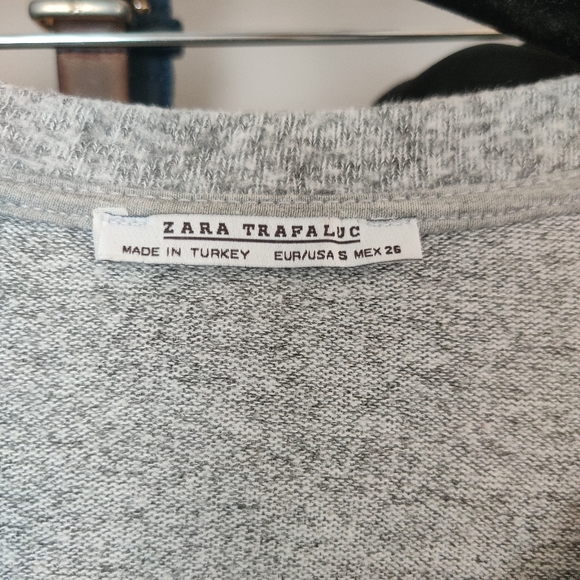 ZARA TRAFALUC
MADE IN TURKEY EUR/USA S MEX 26